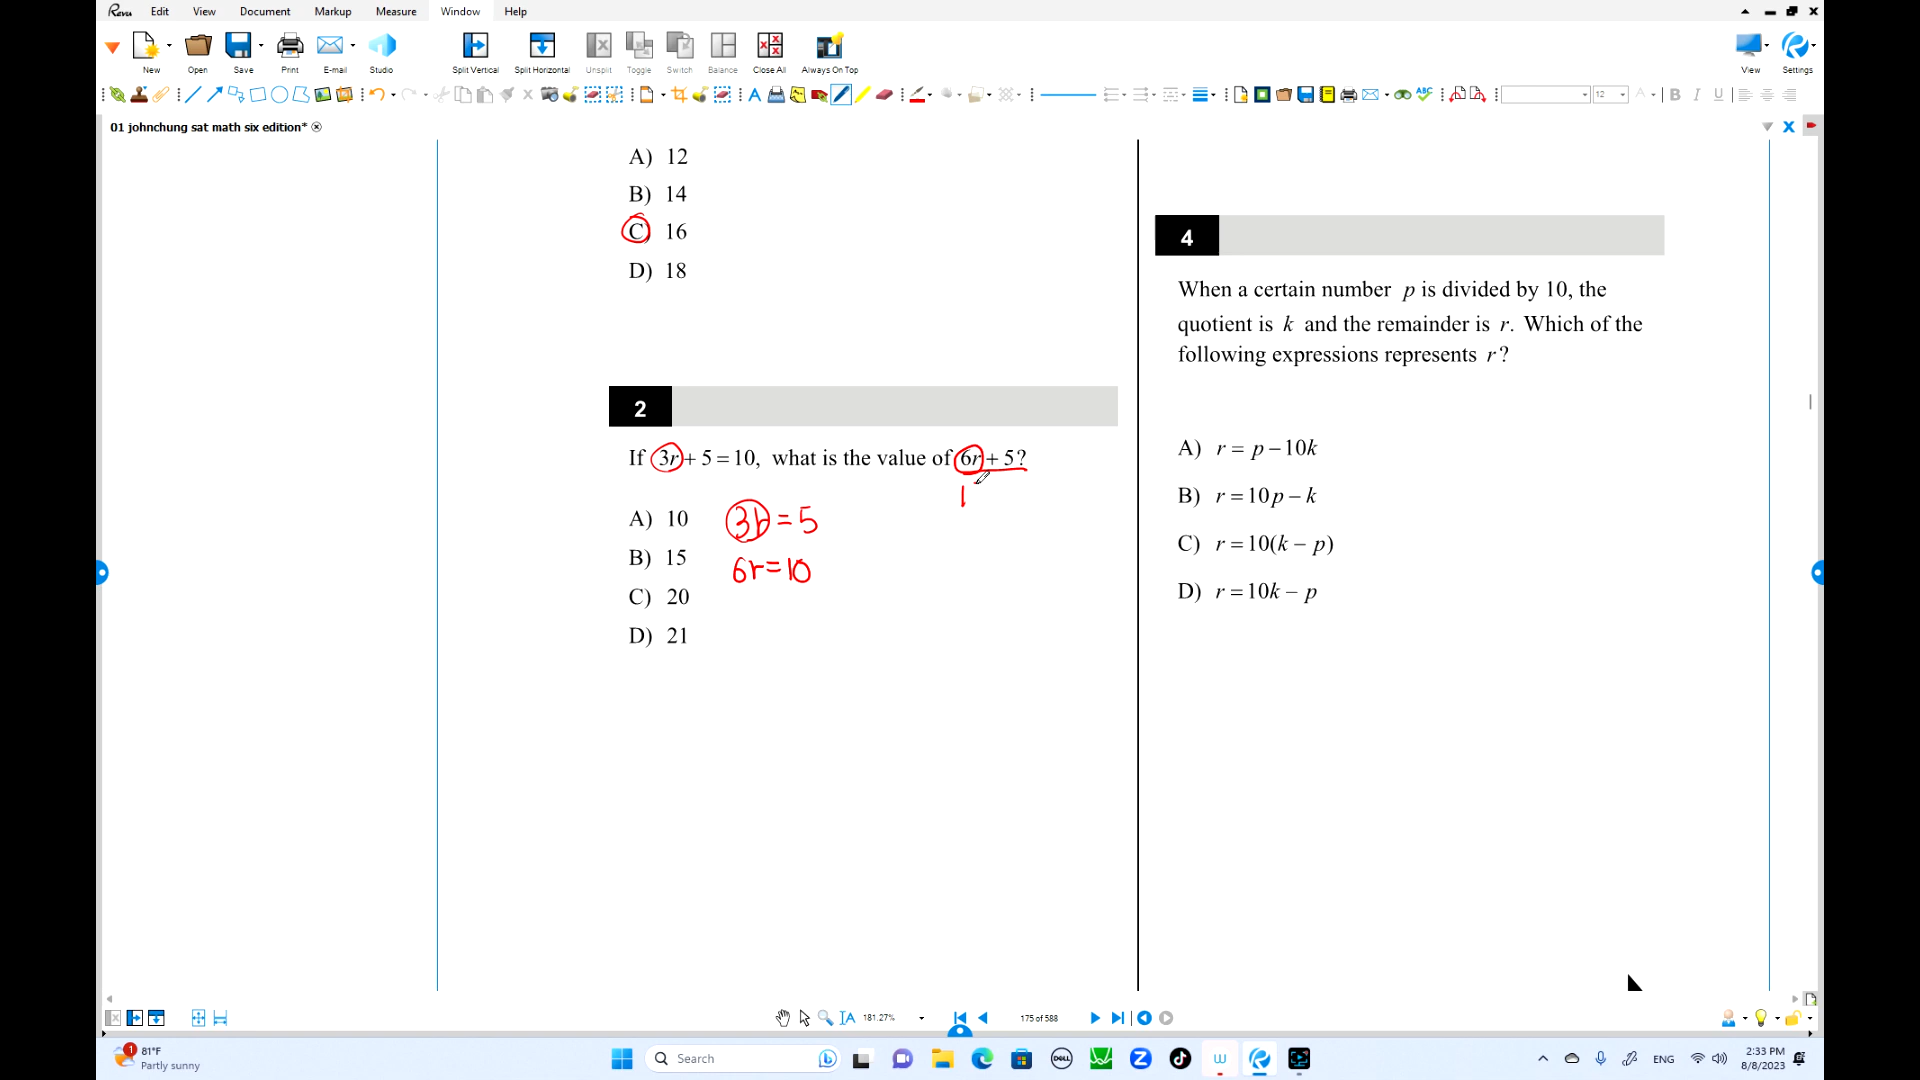 Revu Edit View Document Markup Measure Window Help
New Open Save Print E-mail Studio Split Vertical Split Horizontal Unsplit Toggle Switch Balance Close All Always On Top View Settings
12
01 johnchung sat math six edition*
A) 12
B) 14
C) 16
D) 18
2
If 3r + 5 = 10, what is the value of 6r + 5?
1
A) 10
B) 15
C) 20
D) 21
3r = 5
6r = 10
4
When a certain number p is divided by 10, the
quotient is k and the remainder is r. Which of the
following expressions represents r?
A) r = p – 10k
B) r = 10p – k
C) r = 10(k – p)
D) r = 10k – p
181.27% 175 of 588
1 81°F
Partly sunny
Search
DELL
ENG
2:33 PM
8/8/2023